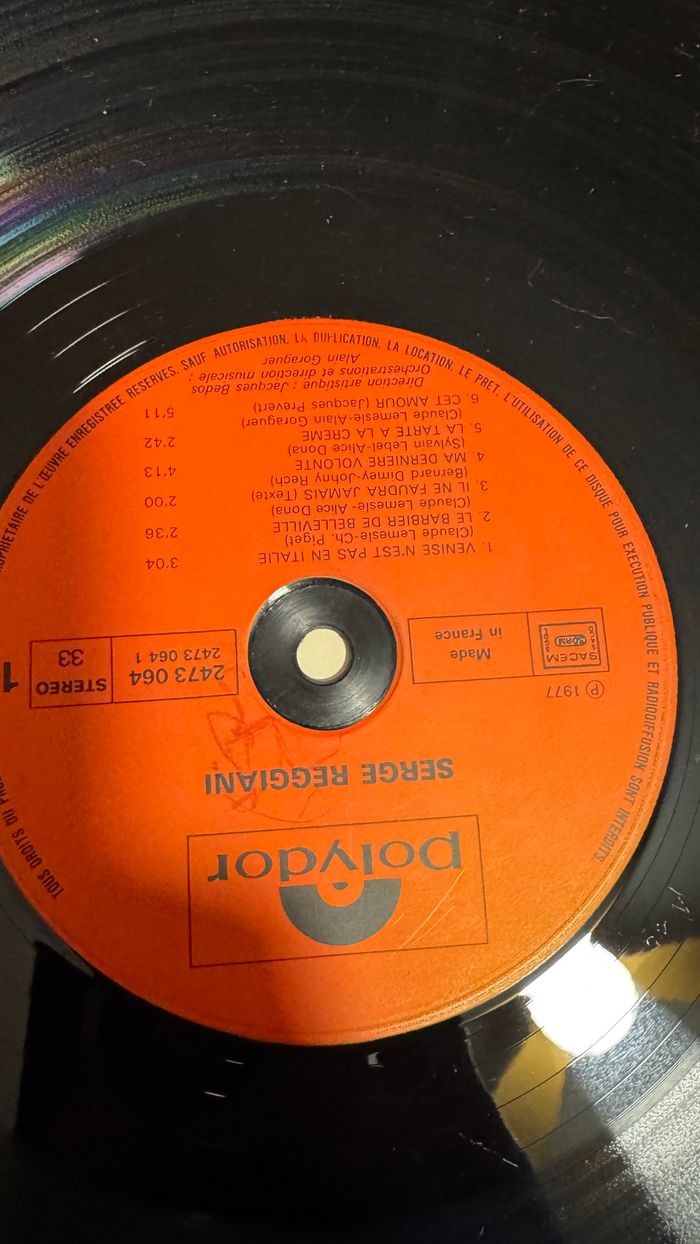 polydor
SERGE REGGIANI
℗ 1977
SACEM
SDRM
Made
in France
2473 064
2473 064 1
STEREO
33
1
1. VENISE N'EST PAS EN ITALIE 3'04
(Claude Lemesle-Ch. Piget)
2. LE BARBIER DE BELLEVILLE 2'36
(Claude Lemesle- Alice Dona)
3. IL NE FAUDRA JAMAIS (Texte) 2'00
(Bernard Dimey-Johny Rech)
4. MA DERNIERE VOLONTE 4'13
(Sylvain Lebel-Alice Dona)
5. LA TARTE A LA CREME 2'42
(Claude Lemesle-Alain Goraguer)
6. CET AMOUR (Jacques Prévert) 5'11
Direction artistique : Jacques Bedos
Orchestrations et direction musicale :
Alain Goraguer
TOUS DROITS DU PRO PROPRIETAIRE DE L'ŒUVRE ENREGISTREE RESERVES. SAUF AUTORISATION, LA DUPLICATION, LA LOCATION, LE PRET, L'UTILISATION DE CE DISQUE POUR EXECUTION PUBLIQUE ET RADIODIFFUSION SONT INTERDITS.